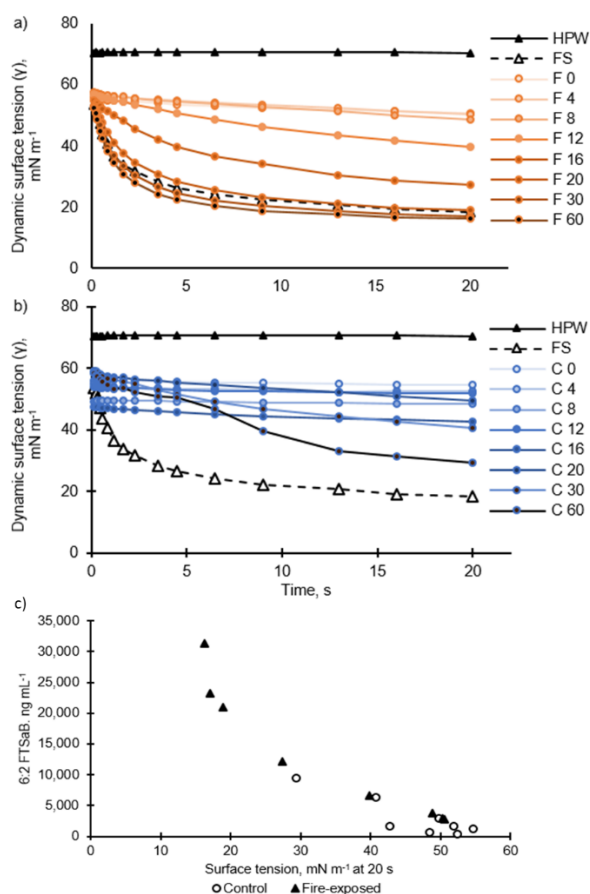 a)
80
60
40
20
0
Dynamic surface tension (γ),
mN m⁻¹
0 5 10 15 20
HPW
FS
F 0
F 4
F 8
F 12
F 16
F 20
F 30
F 60
b)
80
60
40
20
0
Dynamic surface tension (γ),
mN m⁻¹
0 5 10 15 20
Time, s
HPW
FS
C 0
C 4
C 8
C 12
C 16
C 20
C 30
C 60
c)
35,000
30,000
25,000
20,000
15,000
10,000
5,000
0
6:2 FTSaB. ng mL⁻¹
0 10 20 30 40 50 60
Surface tension, mN m⁻¹ at 20 s
Control Fire-exposed